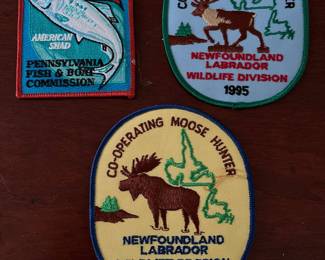 AMERICAN
SHAD
PENNSYLVANIA
FISH & BOAT
COMMISSION
NEWFOUNDLAND
LABRADOR
WILDLIFE DIVISION
1995
CO-OPERATING MOOSE HUNTER
NEWFOUNDLAND
LABRADOR